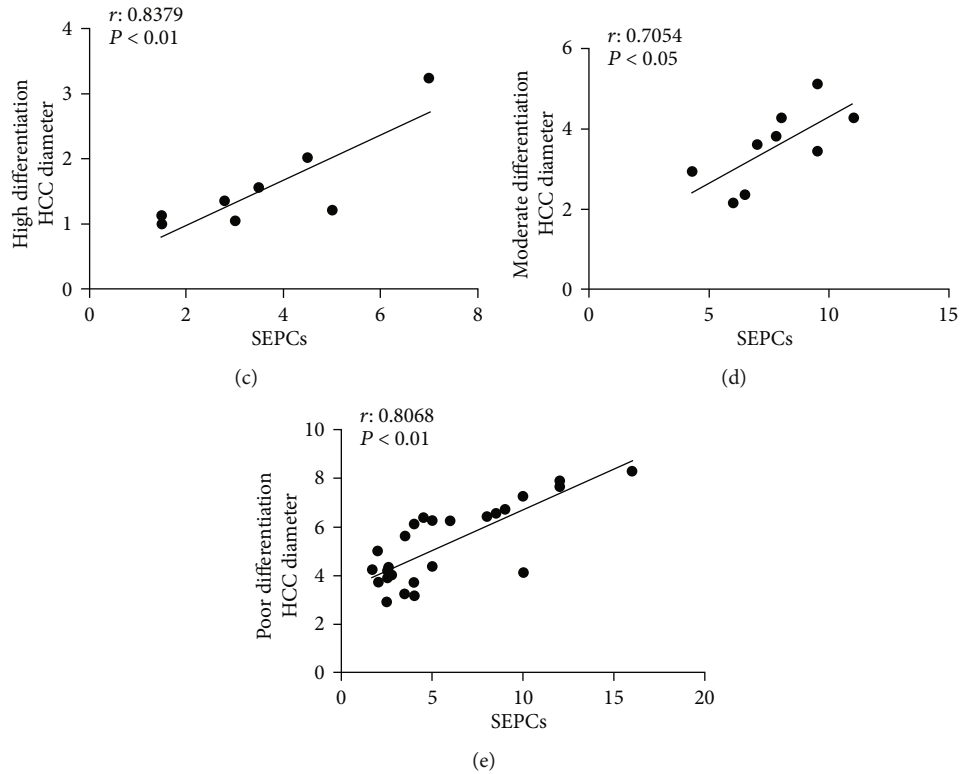 r: 0.8379
P < 0.01
High differentiation
HCC diameter
4
3
2
1
0
0 2 4 6 8
SEPCs
(c)
r: 0.7054
P < 0.05
Moderate differentiation
HCC diameter
6
4
2
0
0 5 10 15
SEPCs
(d)
r: 0.8068
P < 0.01
Poor differentiation
HCC diameter
10
8
6
4
2
0
0 5 10 15 20
SEPCs
(e)